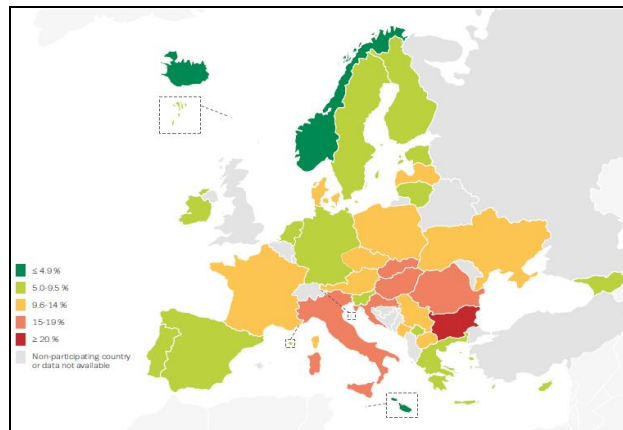 ≤ 4.9 %
5.0-9.5 %
9.6-14 %
15-19 %
≥ 20 %
Non-participating country
or data not available